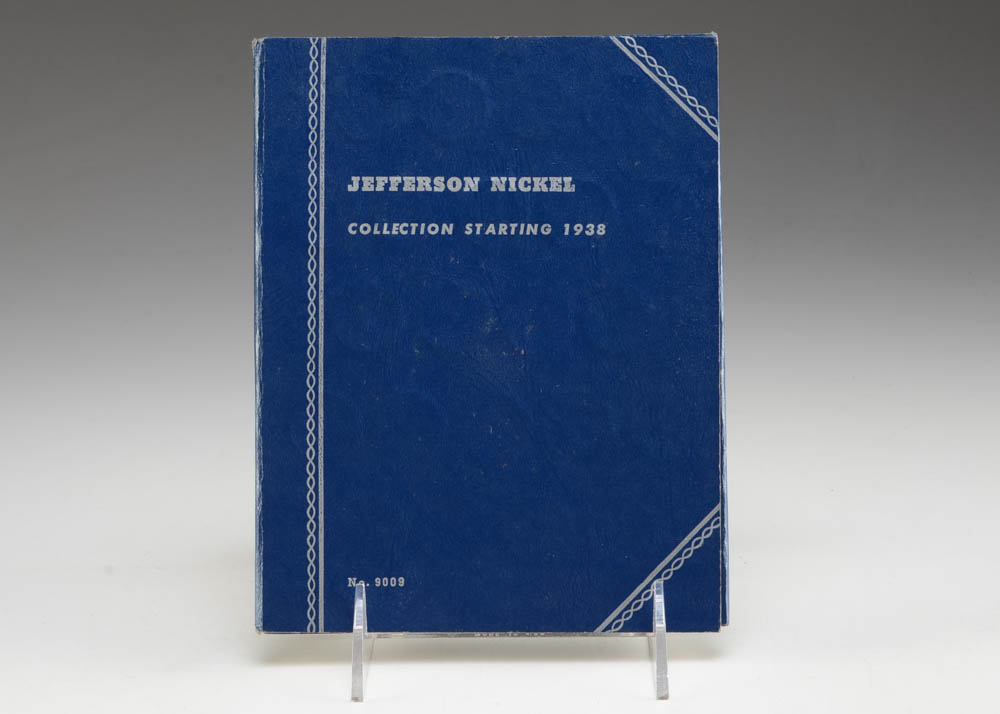 JEFFERSON NICKEL
COLLECTION STARTING 1938
No. 9009